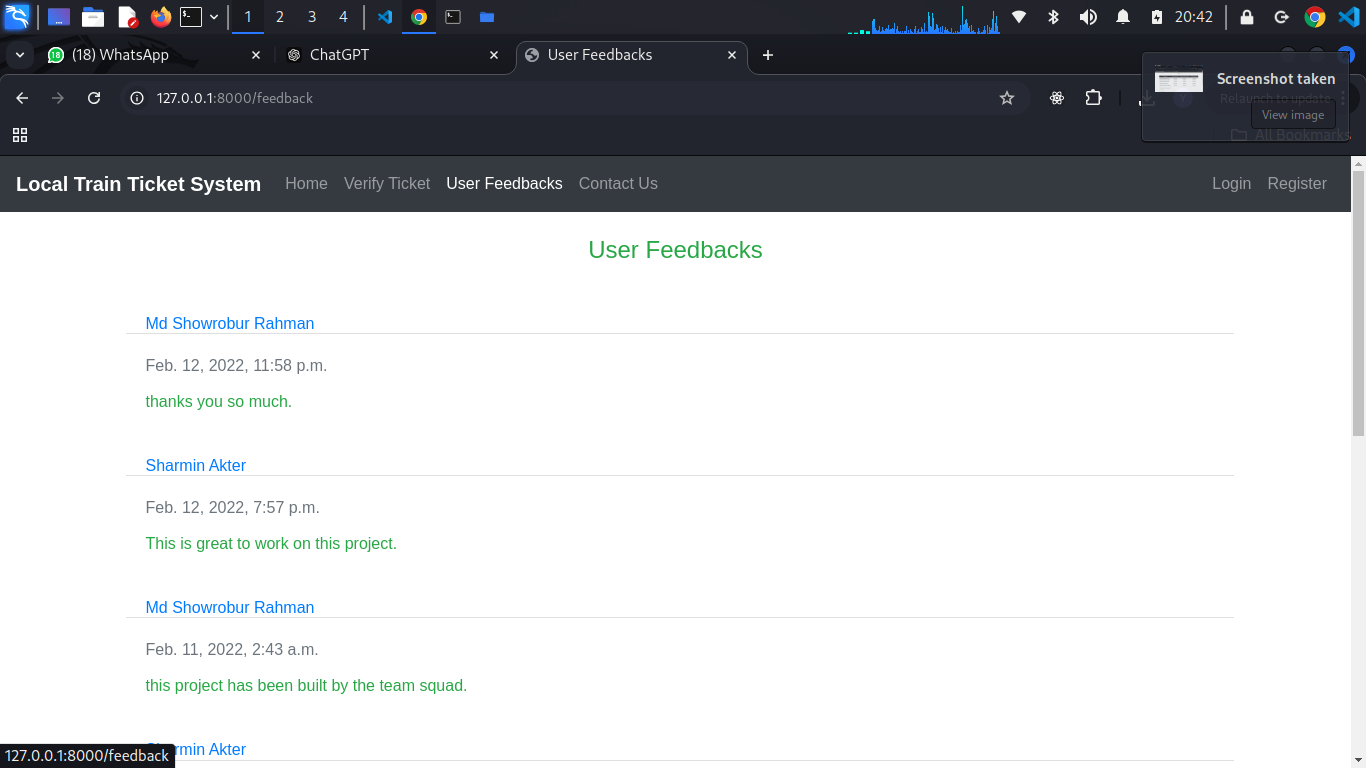 1 2 3 4 20:42
(18) WhatsApp ChatGPT User Feedbacks
Screenshot taken
127.0.0.1:8000/feedback
Relaunch to update
View image
All Bookmarks
Local Train Ticket System Home Verify Ticket User Feedbacks Contact Us Login Register
User Feedbacks
Md Showrobur Rahman
Feb. 12, 2022, 11:58 p.m.
thanks you so much.
Sharmin Akter
Feb. 12, 2022, 7:57 p.m.
This is great to work on this project.
Md Showrobur Rahman
Feb. 11, 2022, 2:43 a.m.
this project has been built by the team squad.
Sharmin Akter
127.0.0.1:8000/feedback